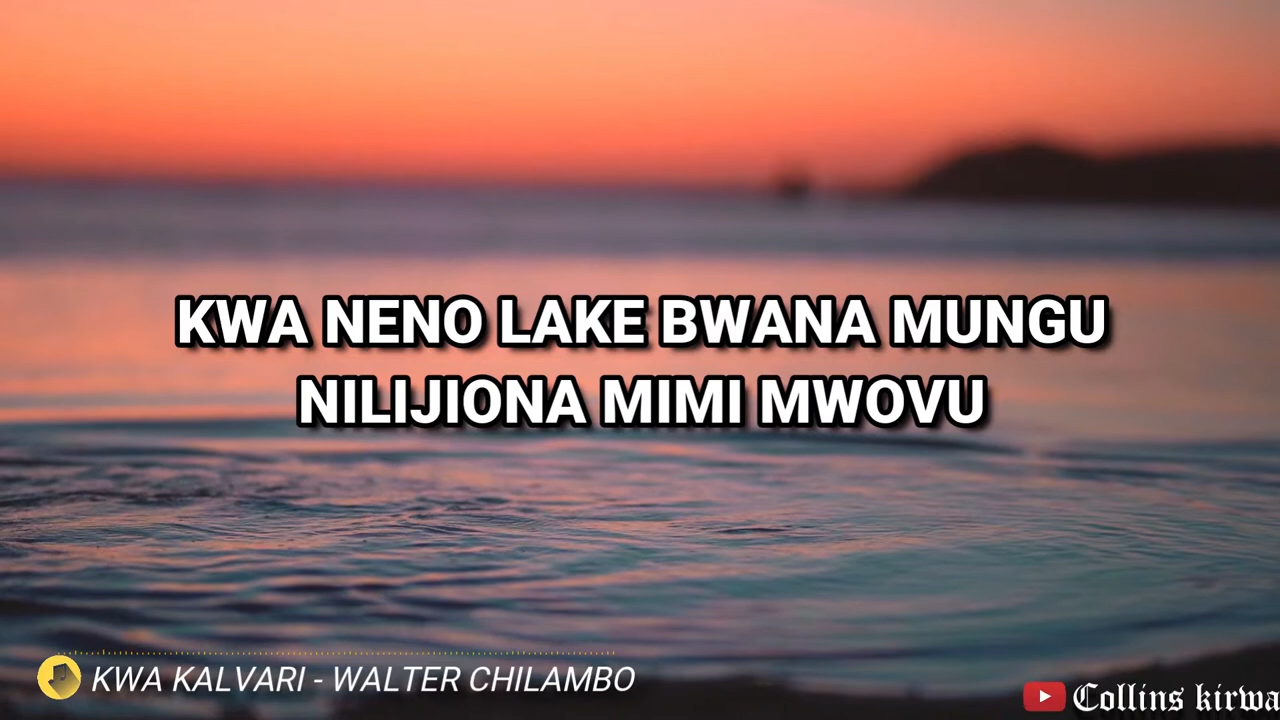 KWA NENO LAKE BWANA MUNGU
NILIJIONA MIMI MWOVU
KWA KALVARI - WALTER CHILAMBO
Collins kirwa